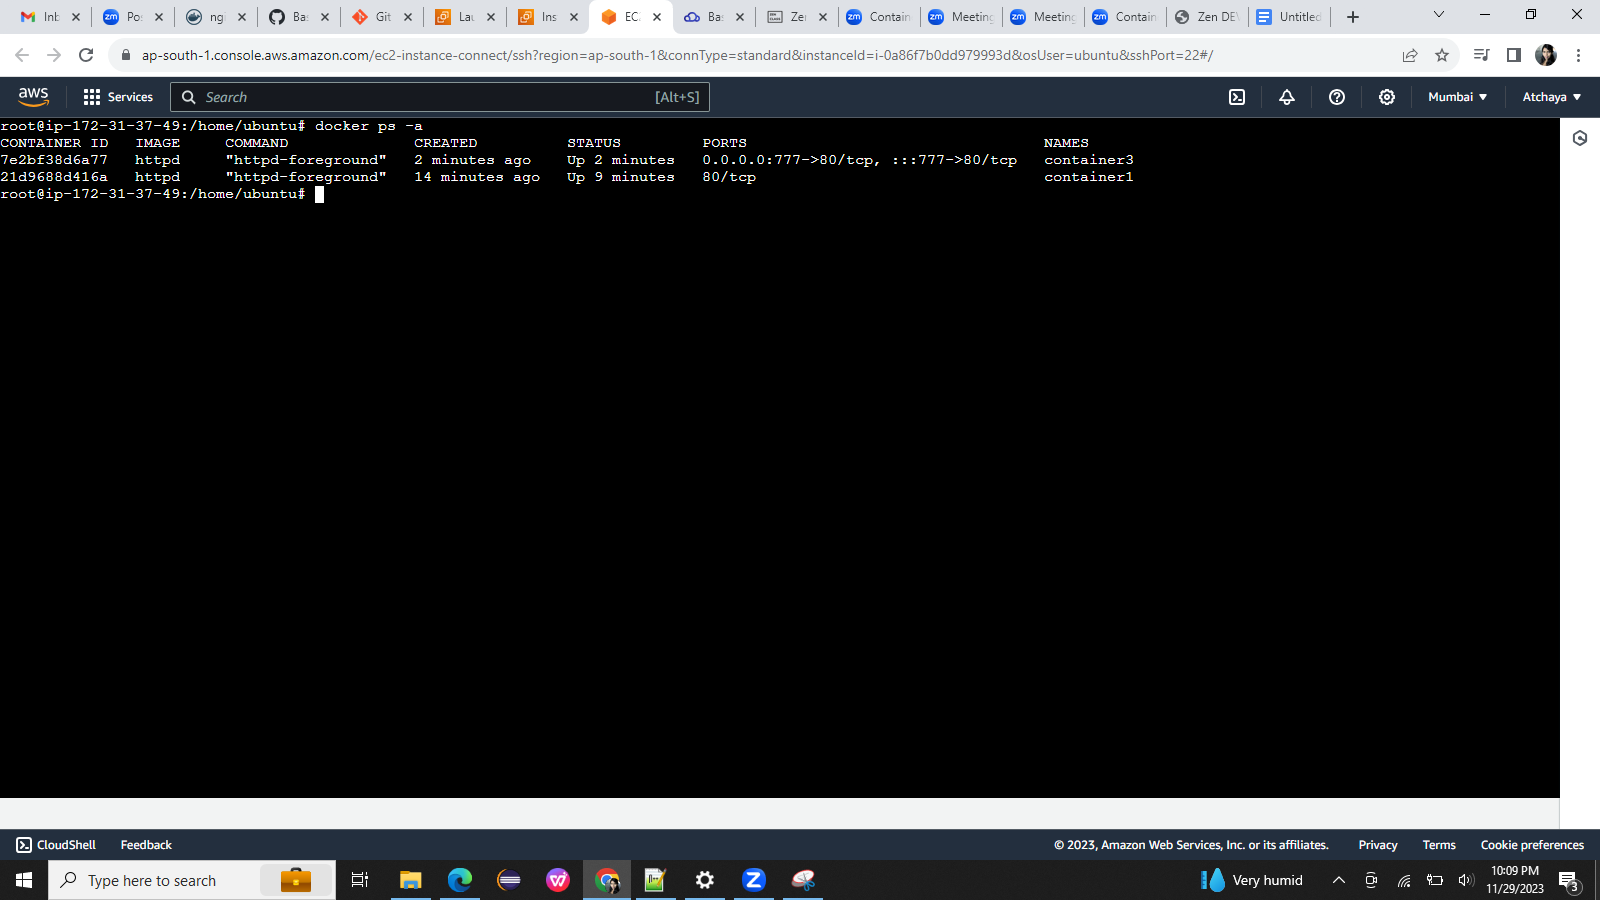 Inb
Po:
ngi
Ba:
Git
Lau
Ins
EC:
Ba:
Zer
Contain
Meeting
Meeting
Contain
Zen DE
Untitled
ap-south-1.console.aws.amazon.com/ec2-instance-connect/ssh?region=ap-south-1&connType=standard&instanceId=i-0a86f7b0dd979993d&osUser=ubuntu&sshPort=22#/
aws Services Search [Alt+S] Mumbai Atchaya
root@ip-172-31-37-49:/home/ubuntu# docker ps -a
CONTAINER ID IMAGE COMMAND CREATED STATUS PORTS NAMES
7e2bf38d6a77 httpd "httpd-foreground" 2 minutes ago Up 2 minutes 0.0.0.0:777->80/tcp, :::777->80/tcp container3
21d9688d416a httpd "httpd-foreground" 14 minutes ago Up 9 minutes 80/tcp container1
root@ip-172-31-37-49:/home/ubuntu#
CloudShell Feedback © 2023, Amazon Web Services, Inc. or its affiliates. Privacy Terms Cookie preferences
Type here to search Very humid 10:09 PM
11/29/2023 3